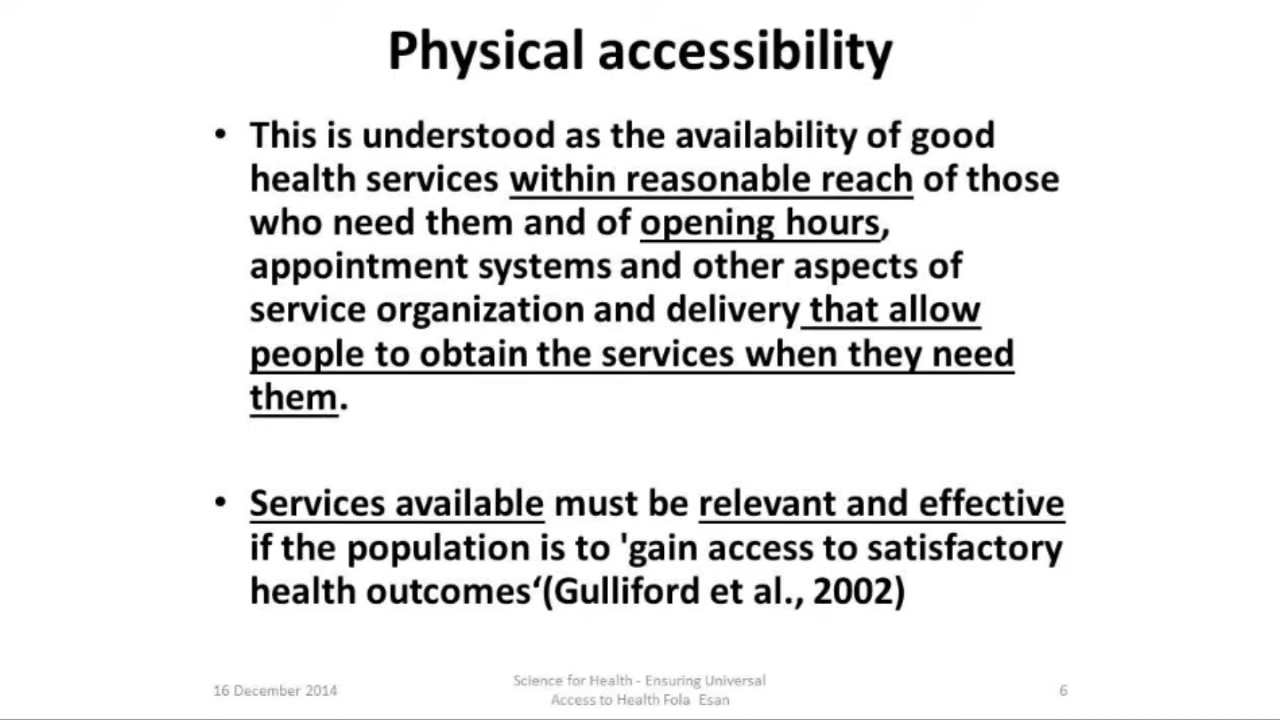 Physical accessibility
• This is understood as the availability of good
health services within reasonable reach of those
who need them and of opening hours,
appointment systems and other aspects of
service organization and delivery that allow
people to obtain the services when they need
them.
• Services available must be relevant and effective
if the population is to 'gain access to satisfactory
health outcomes‘(Gulliford et al., 2002)
16 December 2014
Science for Health - Ensuring Universal
Access to Health Fola Esan
6